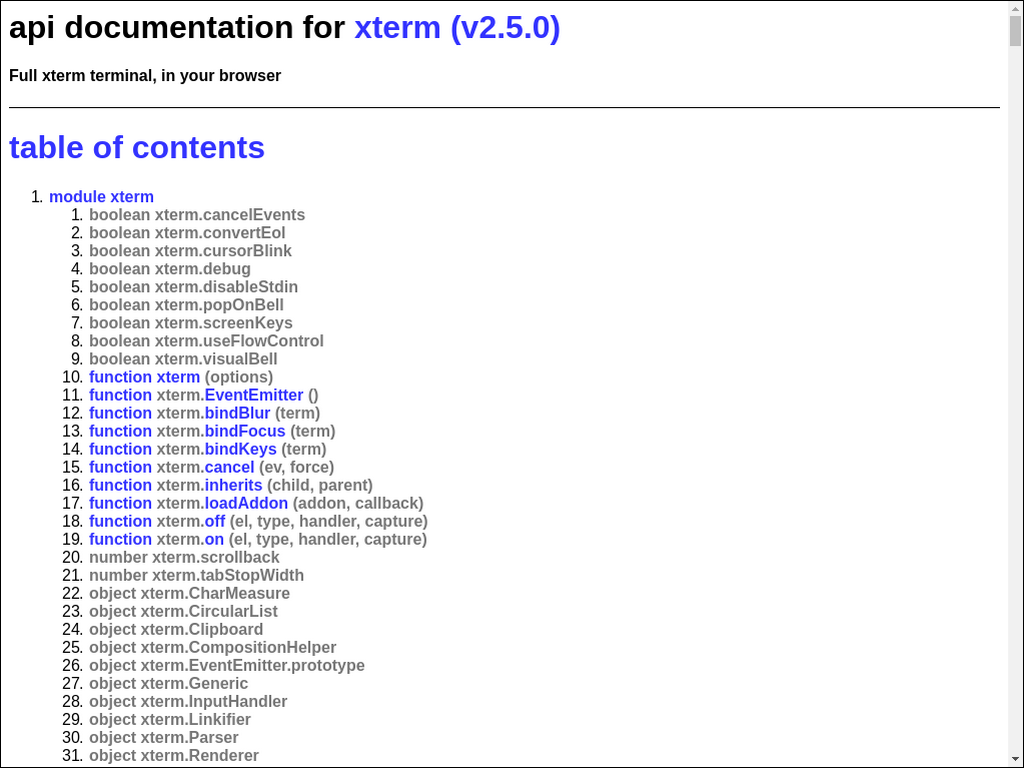 api documentation for xterm (v2.5.0)
Full xterm terminal, in your browser
table of contents
1. module xterm
1. boolean xterm.cancelEvents
2. boolean xterm.convertEol
3. boolean xterm.cursorBlink
4. boolean xterm.debug
5. boolean xterm.disableStdin
6. boolean xterm.popOnBell
7. boolean xterm.screenKeys
8. boolean xterm.useFlowControl
9. boolean xterm.visualBell
10. function xterm (options)
11. function xterm.EventEmitter ()
12. function xterm.bindBlur (term)
13. function xterm.bindFocus (term)
14. function xterm.bindKeys (term)
15. function xterm.cancel (ev, force)
16. function xterm.inherits (child, parent)
17. function xterm.loadAddon (addon, callback)
18. function xterm.off (el, type, handler, capture)
19. function xterm.on (el, type, handler, capture)
20. number xterm.scrollback
21. number xterm.tabStopWidth
22. object xterm.CharMeasure
23. object xterm.CircularList
24. object xterm.Clipboard
25. object xterm.CompositionHelper
26. object xterm.EventEmitter.prototype
27. object xterm.Generic
28. object xterm.InputHandler
29. object xterm.Linkifier
30. object xterm.Parser
31. object xterm.Renderer